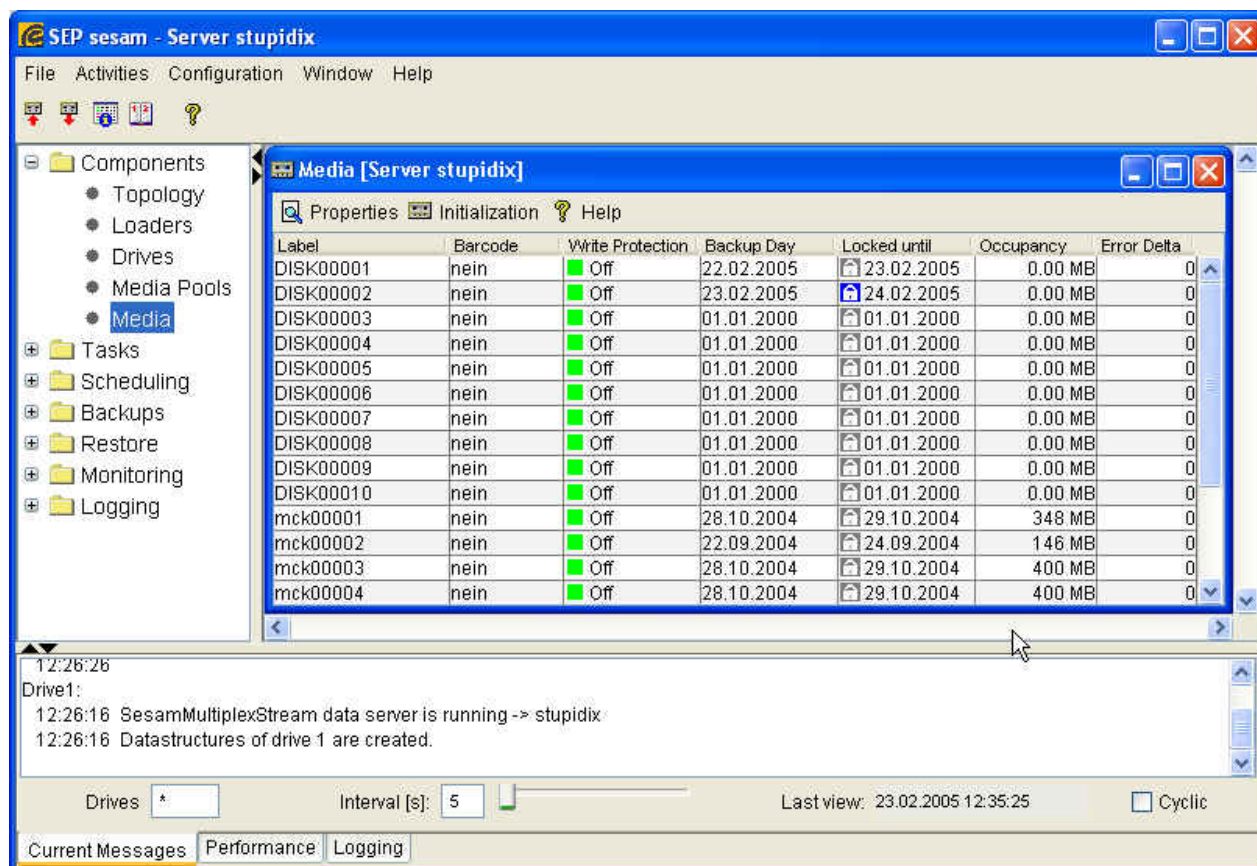 SEP sesam - Server stupidix
File Activities Configuration Window Help
Components
Topology
Loaders
Drives
Media Pools
Media
Tasks
Scheduling
Backups
Restore
Monitoring
Logging
Media [Server stupidix]
Properties Initialization Help
Label Barcode Write Protection Backup Day Locked until Occupancy Error Delta
DISK00001 nein Off 22.02.2005 23.02.2005 0.00 MB 0
DISK00002 nein Off 23.02.2005 24.02.2005 0.00 MB 0
DISK00003 nein Off 01.01.2000 01.01.2000 0.00 MB 0
DISK00004 nein Off 01.01.2000 01.01.2000 0.00 MB 0
DISK00005 nein Off 01.01.2000 01.01.2000 0.00 MB 0
DISK00006 nein Off 01.01.2000 01.01.2000 0.00 MB 0
DISK00007 nein Off 01.01.2000 01.01.2000 0.00 MB 0
DISK00008 nein Off 01.01.2000 01.01.2000 0.00 MB 0
DISK00009 nein Off 01.01.2000 01.01.2000 0.00 MB 0
DISK00010 nein Off 01.01.2000 01.01.2000 0.00 MB 0
mck00001 nein Off 28.10.2004 29.10.2004 348 MB 0
mck00002 nein Off 22.09.2004 24.09.2004 146 MB 0
mck00003 nein Off 28.10.2004 29.10.2004 400 MB 0
mck00004 nein Off 28.10.2004 29.10.2004 400 MB 0
12:26:26
Drive1:
12:26:16 SesamMultiplexStream data server is running -> stupidix
12:26:16 Datastructures of drive 1 are created.
Drives * Interval [s]: 5 Last view: 23.02.2005 12:35:25 Cyclic
Current Messages Performance Logging